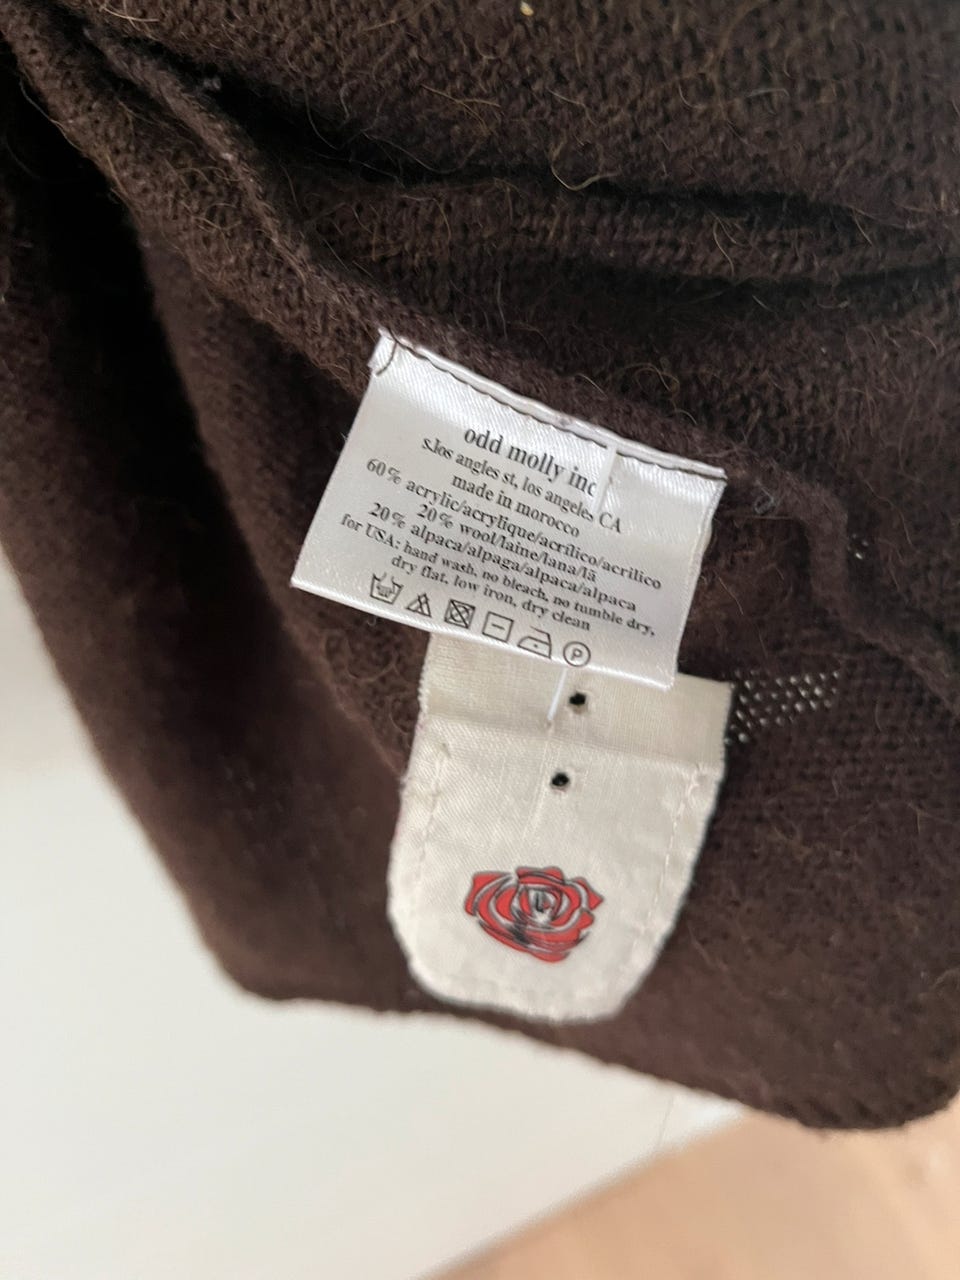 odd molly inc
s.los angles st, los angeles CA
made in morocco
60% acrylic/acrylique/acrílico/acrilico
20% wool/laine/lana/lã
20% alpaca/alpaga/alpaca/alpaca
for USA: hand wash, no bleach, no tumble dry,
dry flat, low iron, dry clean
P